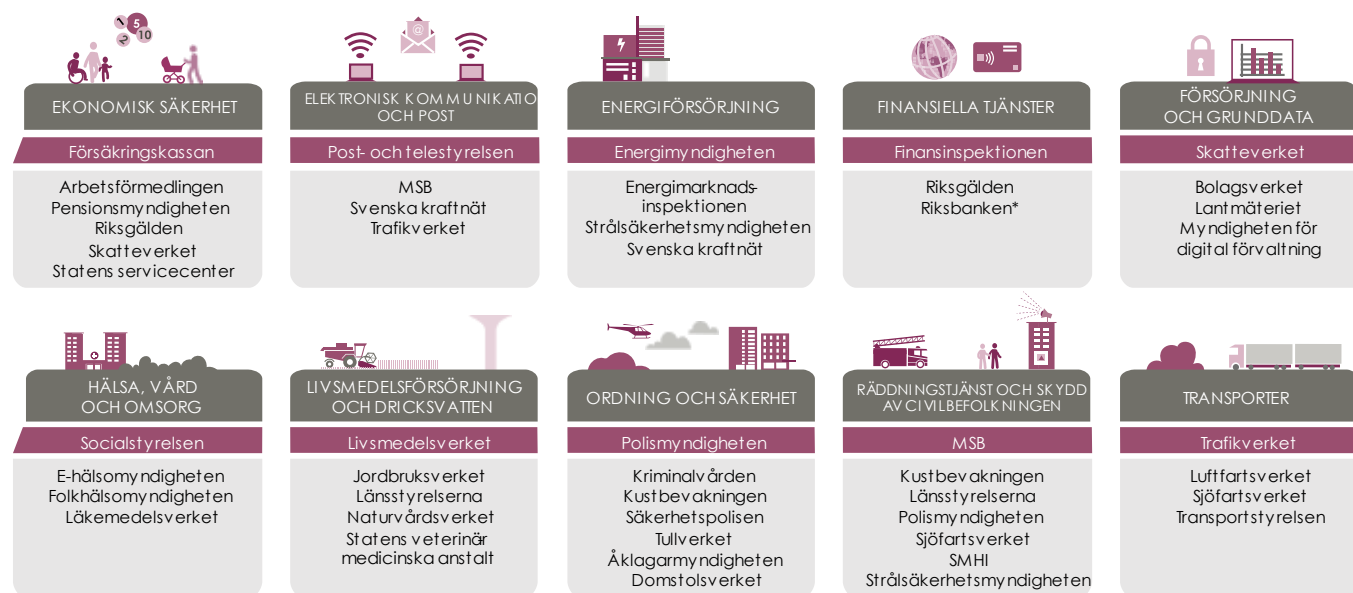 1
5
2
10
@
EKONOMISK SÄKERHET
Försäkringskassan
Arbetsförmedlingen
Pensionsmyndigheten
Riksgälden
Skatteverket
Statens servicecenter
ELEKTRONISK KOMMUNIKATIO
OCH POST
Post- och telestyrelsen
MSB
Svenska kraftnät
Trafikverket
ENERGIFÖRSÖRJNING
Energimyndigheten
Energimarknads-
inspektionen
Strålsäkerhetsmyndigheten
Svenska kraftnät
FINANSIELLA TJÄNSTER
Finansinspektionen
Riksgälden
Riksbanken*
FÖRSÖRJNING
OCH GRUNDDATA
Skatteverket
Bolagsverket
Lantmäteriet
Myndigheten för
digital förvaltning
HÄLSA, VÅRD
OCH OMSORG
Socialstyrelsen
E-hälsomyndigheten
Folkhälsomyndigheten
Läkemedelsverket
LIVSMEDELSFÖRSÖRJNING
OCH DRICKSVATTEN
Livsmedelsverket
Jordbruksverket
Länsstyrelserna
Naturvårdsverket
Statens veterinär-
medicinska anstalt
ORDNING OCH SÄKERHET
Polismyndigheten
Kriminalvården
Kustbevakningen
Säkerhetspolisen
Tullverket
Åklagarmyndigheten
Domstolsverket
RÄDDNINGSTJÄNST OCH SKYDD
AV CIVILBEFOLKNINGEN
MSB
Kustbevakningen
Länsstyrelserna
Polismyndigheten
Sjöfartsverket
SMHI
Strålsäkerhetsmyndigheten
TRANSPORTER
Trafikverket
Luftfartsverket
Sjöfartsverket
Transportstyrelsen